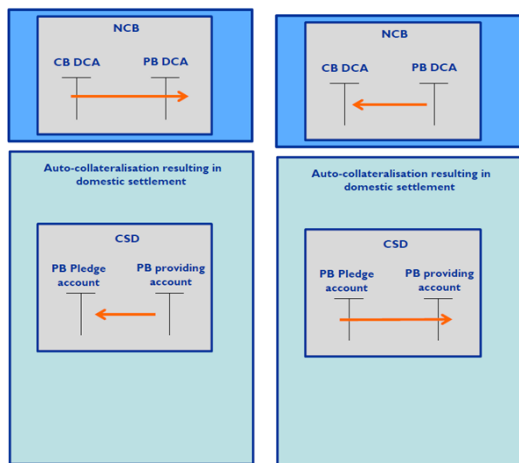 NCB
CB DCA PB DCA
Auto-collateralisation resulting in
domestic settlement
CSD
PB Pledge PB providing
account account
NCB
CB DCA PB DCA
Auto-collateralisation resulting in
domestic settlement
CSD
PB Pledge PB providing
account account